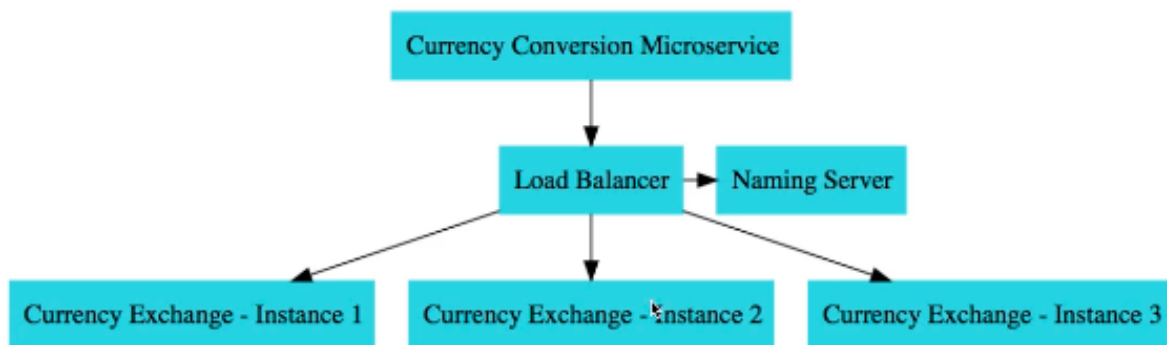 Currency Conversion Microservice
Load Balancer
Naming Server
Currency Exchange - Instance 1
Currency Exchange - Instance 2
Currency Exchange - Instance 3